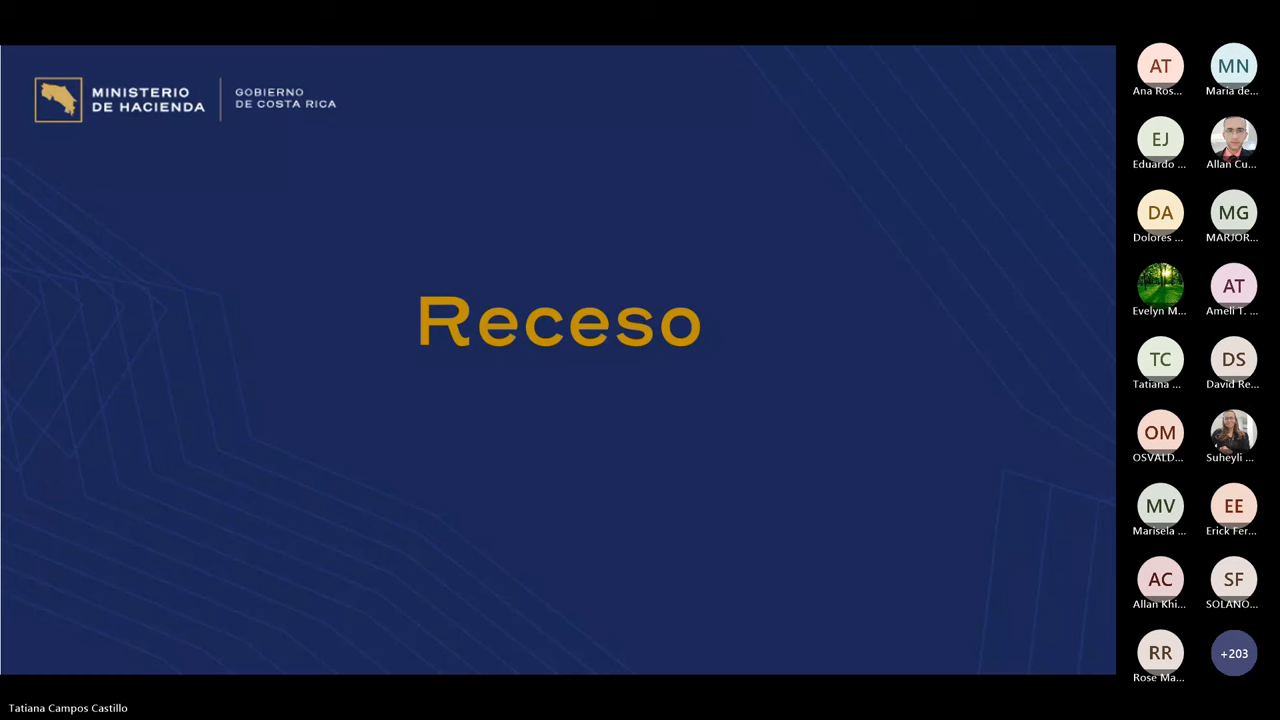 MINISTERIO
DE HACIENDA
GOBIERNO
DE COSTA RICA
Receso
AT
Ana Ros...
MN
Maria de...
EJ
Eduardo ...
Allan Cu...
DA
Dolores ...
MG
MARJOR...
Evelyn M...
AT
Ameli T. ...
TC
Tatiana ...
DS
David Re...
OM
OSVALD...
Suheyli ...
MV
Marisela ...
EE
Erick Fer...
AC
Allan Khi...
SF
SOLANO...
RR
Rose Ma...
+203
Tatiana Campos Castillo